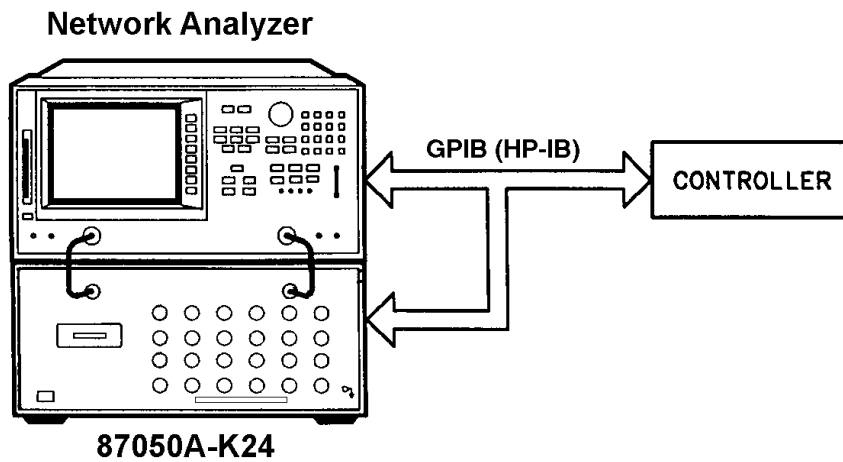 Network Analyzer
GPIB (HP-IB)
CONTROLLER
87050A-K24